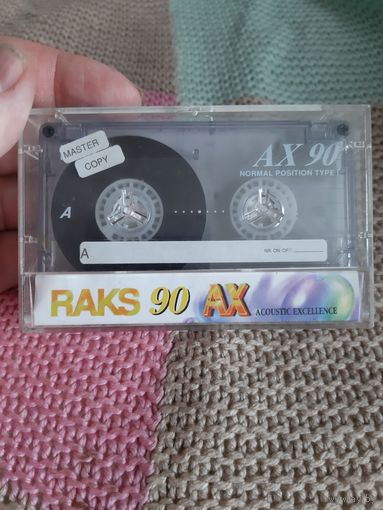 MASTER
COPY
AX 90
NORMAL POSITION TYPE I
A
A
NR. ON OFF
RAKS 90 AX
ACOUSTIC EXCELLENCE